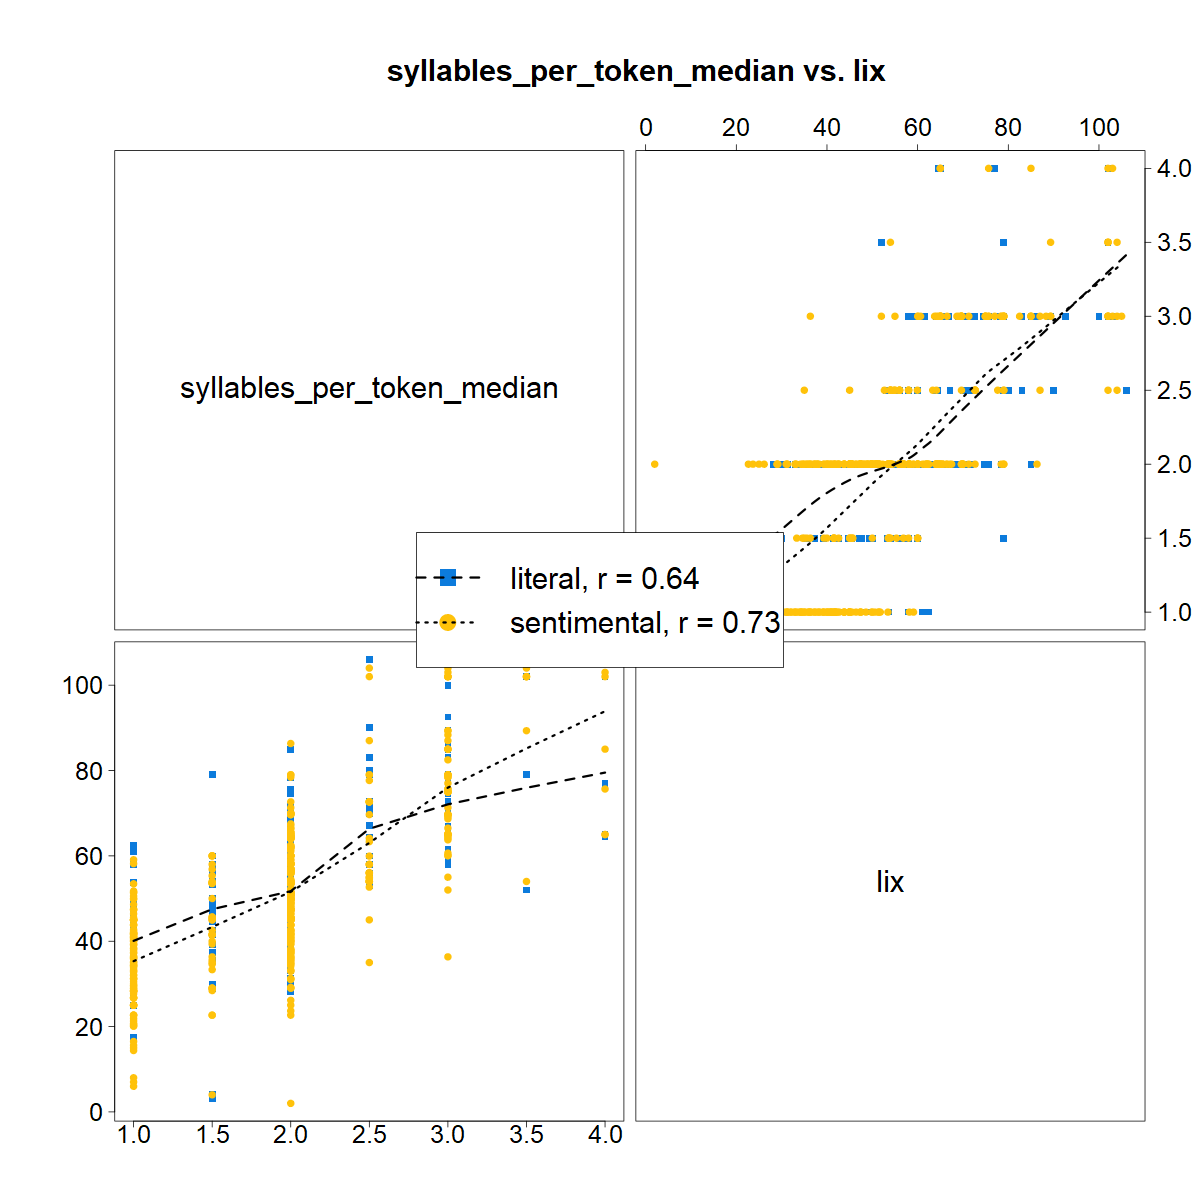 syllables_per_token_median vs. lix
0 20 40 60 80 100
4.0
3.5
3.0
2.5
2.0
1.5
1.0
syllables_per_token_median
literal, r = 0.64
sentimental, r = 0.73
100
80
60
40
20
0
lix
1.0 1.5 2.0 2.5 3.0 3.5 4.0